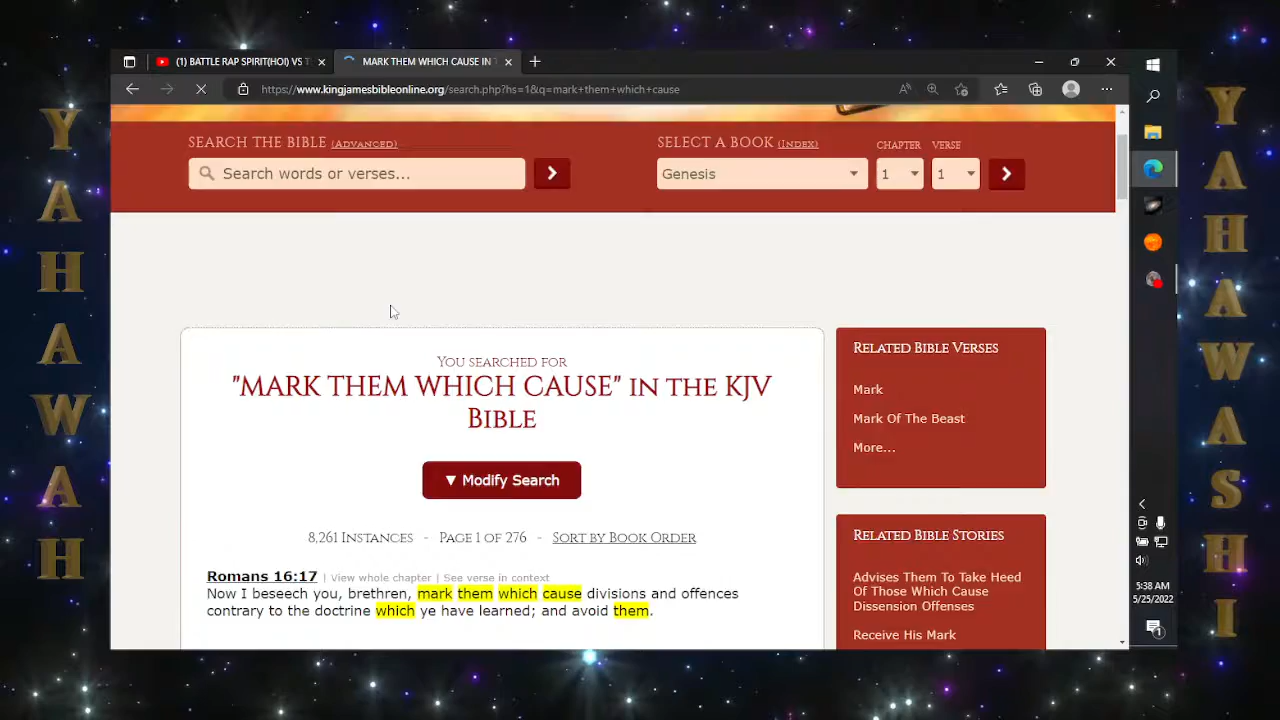 YAHAWAH
(1) BATTLE RAP SPIRIT(HOI) VS T
MARK THEM WHICH CAUSE IN T
https://www.kingjamesbibleonline.org/search.php?hs=1&q=mark+them+which+cause
SEARCH THE BIBLE (ADVANCED)
SELECT A BOOK (INDEX)
CHAPTER
VERSE
Search words or verses...
Genesis
1
1
YOU SEARCHED FOR
"MARK THEM WHICH CAUSE" IN THE KJV
BIBLE
▼ Modify Search
8,261 INSTANCES - PAGE 1 OF 276 - SORT BY BOOK ORDER
Romans 16:17 | View whole chapter | See verse in context
Now I beseech you, brethren, mark them which cause divisions and offences
contrary to the doctrine which ye have learned; and avoid them.
RELATED BIBLE VERSES
Mark
Mark Of The Beast
More...
RELATED BIBLE STORIES
Advises Them To Take Heed
Of Those Which Cause
Dissension Offenses
Receive His Mark
5:38 AM
5/25/2022
1
YAHAWASHI